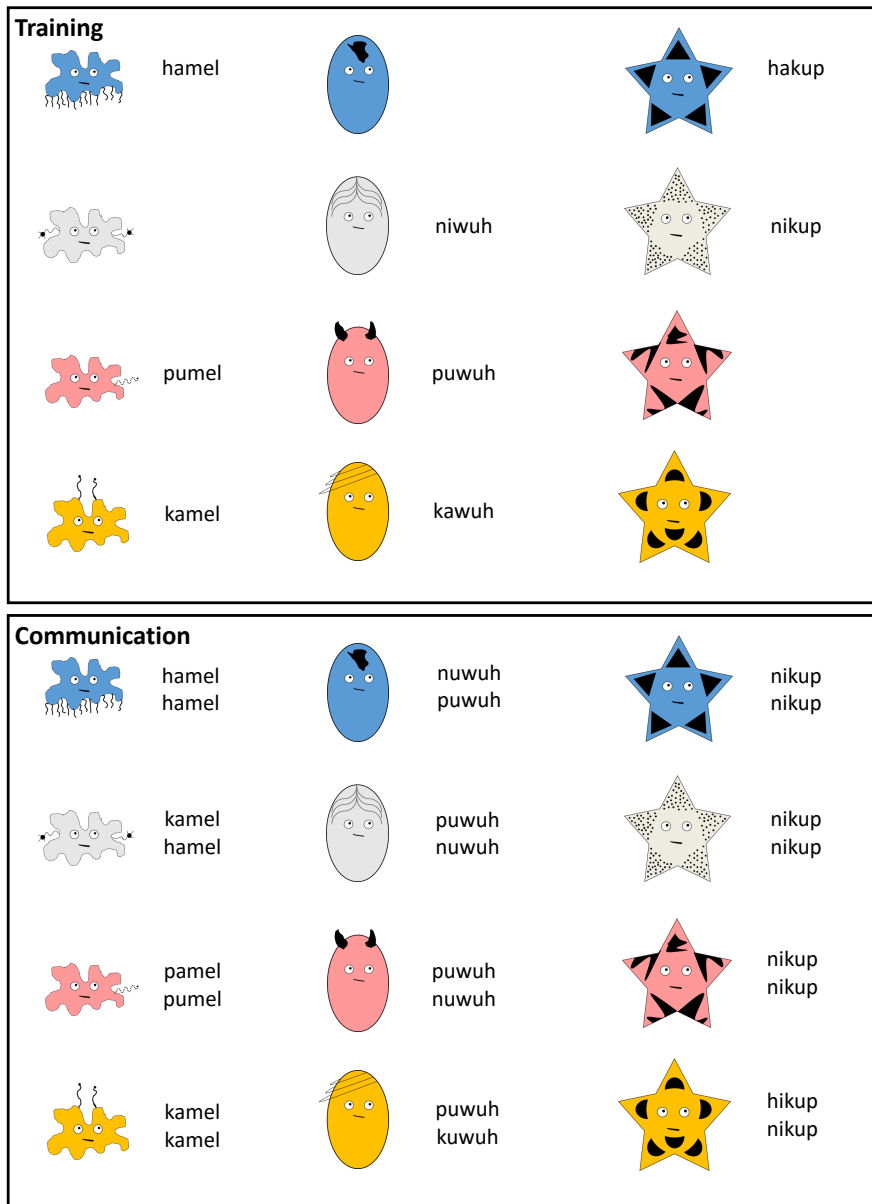 Training
hamel
hakup
niwuh
nikup
pumel
puwuh
kamel
kawuh
Communication
hamel
hamel
nuwuh
puwuh
nikup
nikup
kamel
hamel
puwuh
nuwuh
nikup
nikup
pamel
pumel
puwuh
nuwuh
nikup
nikup
kamel
kamel
puwuh
kuwuh
hikup
nikup